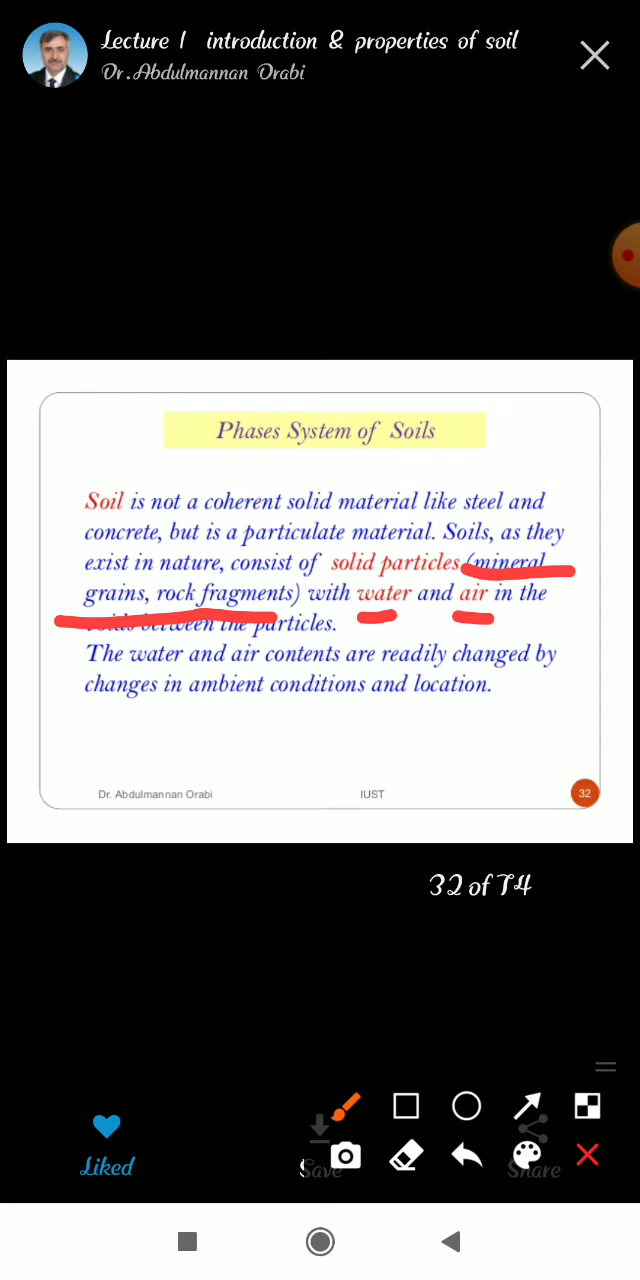 Lecture 1 introduction & properties of soil
Dr.Abdulmannan Orabi
Phases System of Soils
Soil is not a coherent solid material like steel and
concrete, but is a particulate material. Soils, as they
exist in nature, consist of solid particles (mineral
grains, rock fragments) with water and air in the
voids between the particles.
The water and air contents are readily changed by
changes in ambient conditions and location.
Dr. Abdulmannan Orabi IUST 32
32 of 74
Liked Save Share